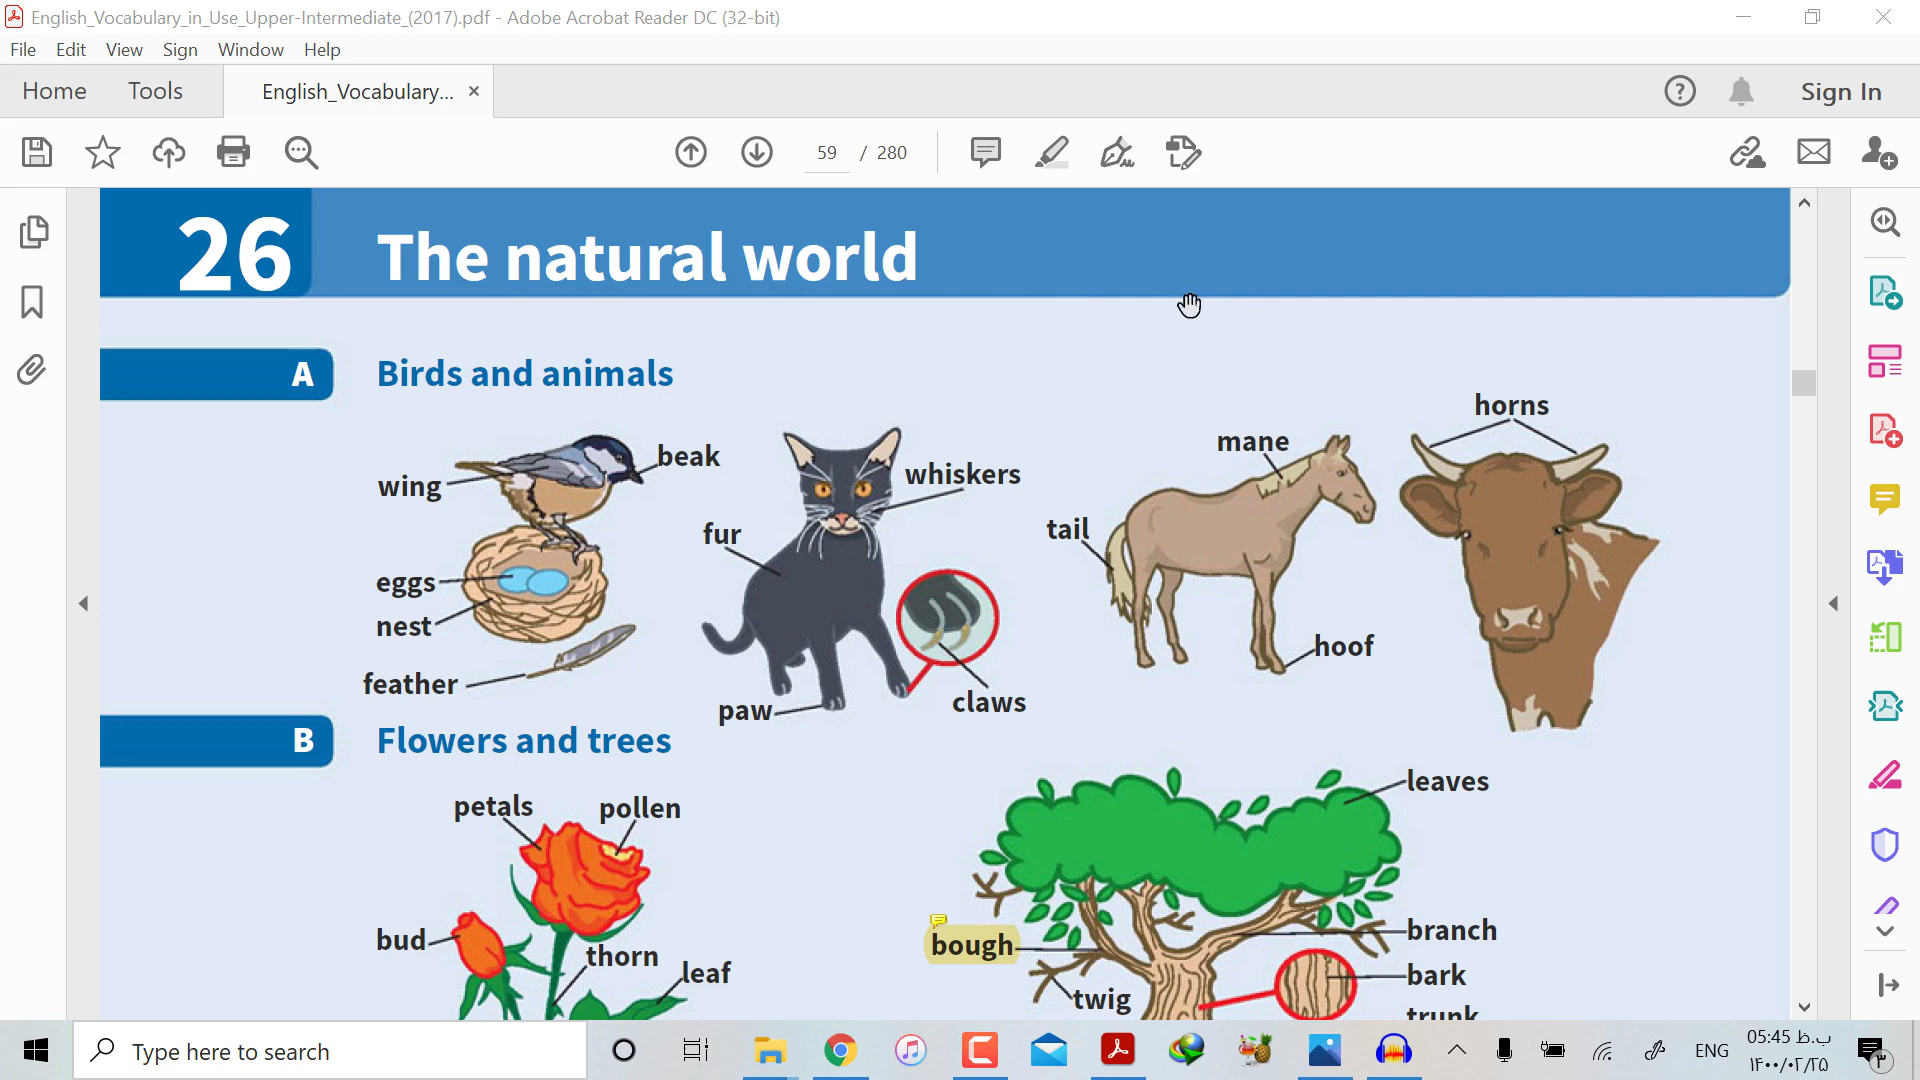 English_Vocabulary_in_Use_Upper-Intermediate_(2017).pdf - Adobe Acrobat Reader DC (32-bit)
File Edit View Sign Window Help
Home Tools English_Vocabulary... × Sign In
59 / 280
26 The natural world
A Birds and animals
horns
mane
beak
whiskers
wing
fur
tail
eggs
nest
hoof
feather
claws
paw
B Flowers and trees
leaves
petals pollen
branch
bud
bough
thorn
leaf
bark
twig
trunk
Type here to search
ENG
05:45 ب.ظ
۱۴۰۰/۰۲/۲۵
۳